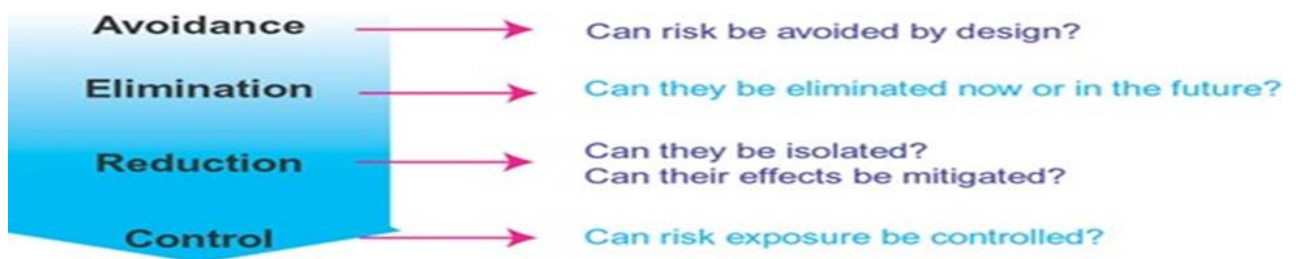 Avoidance
Can risk be avoided by design?
Elimination
Can they be eliminated now or in the future?
Reduction
Can they be isolated?
Can their effects be mitigated?
Control
Can risk exposure be controlled?